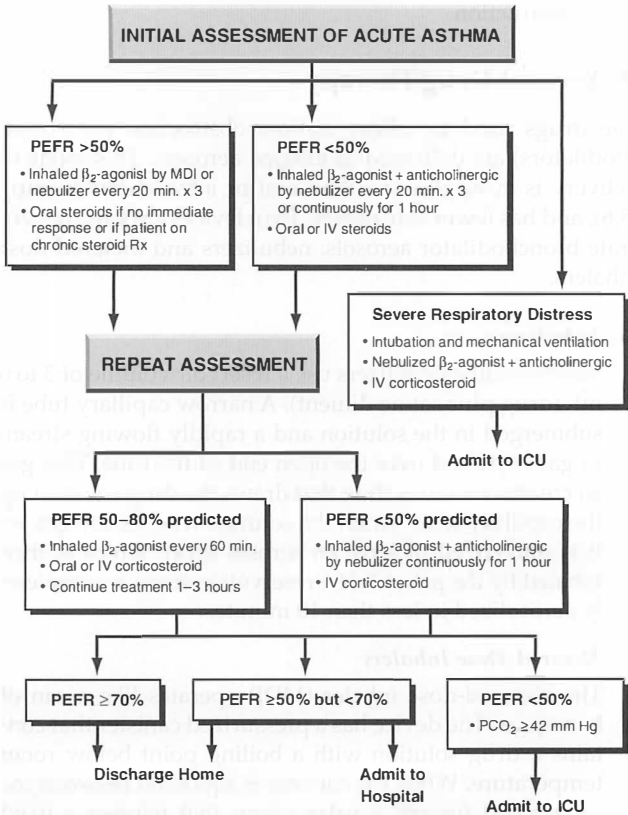 INITIAL ASSESSMENT OF ACUTE ASTHMA
PEFR >50%
• Inhaled β₂-agonist by MDI or
nebulizer every 20 min. x 3
• Oral steroids if no immediate
response or if patient on
chronic steroid Rx
PEFR <50%
• Inhaled β₂-agonist + anticholinergic
by nebulizer every 20 min. x 3
or continuously for 1 hour
• Oral or IV steroids
Severe Respiratory Distress
• Intubation and mechanical ventilation
• Nebulized β₂-agonist + anticholinergic
• IV corticosteroid
Admit to ICU
REPEAT ASSESSMENT
PEFR 50–80% predicted
• Inhaled β₂-agonist every 60 min.
• Oral or IV corticosteroid
• Continue treatment 1–3 hours
PEFR <50% predicted
• Inhaled β₂-agonist + anticholinergic
by nebulizer continuously for 1 hour
• IV corticosteroid
PEFR ≥70%
Discharge Home
PEFR ≥50% but <70%
Admit to
Hospital
PEFR <50%
PCO₂ ≥42 mm Hg
Admit to ICU